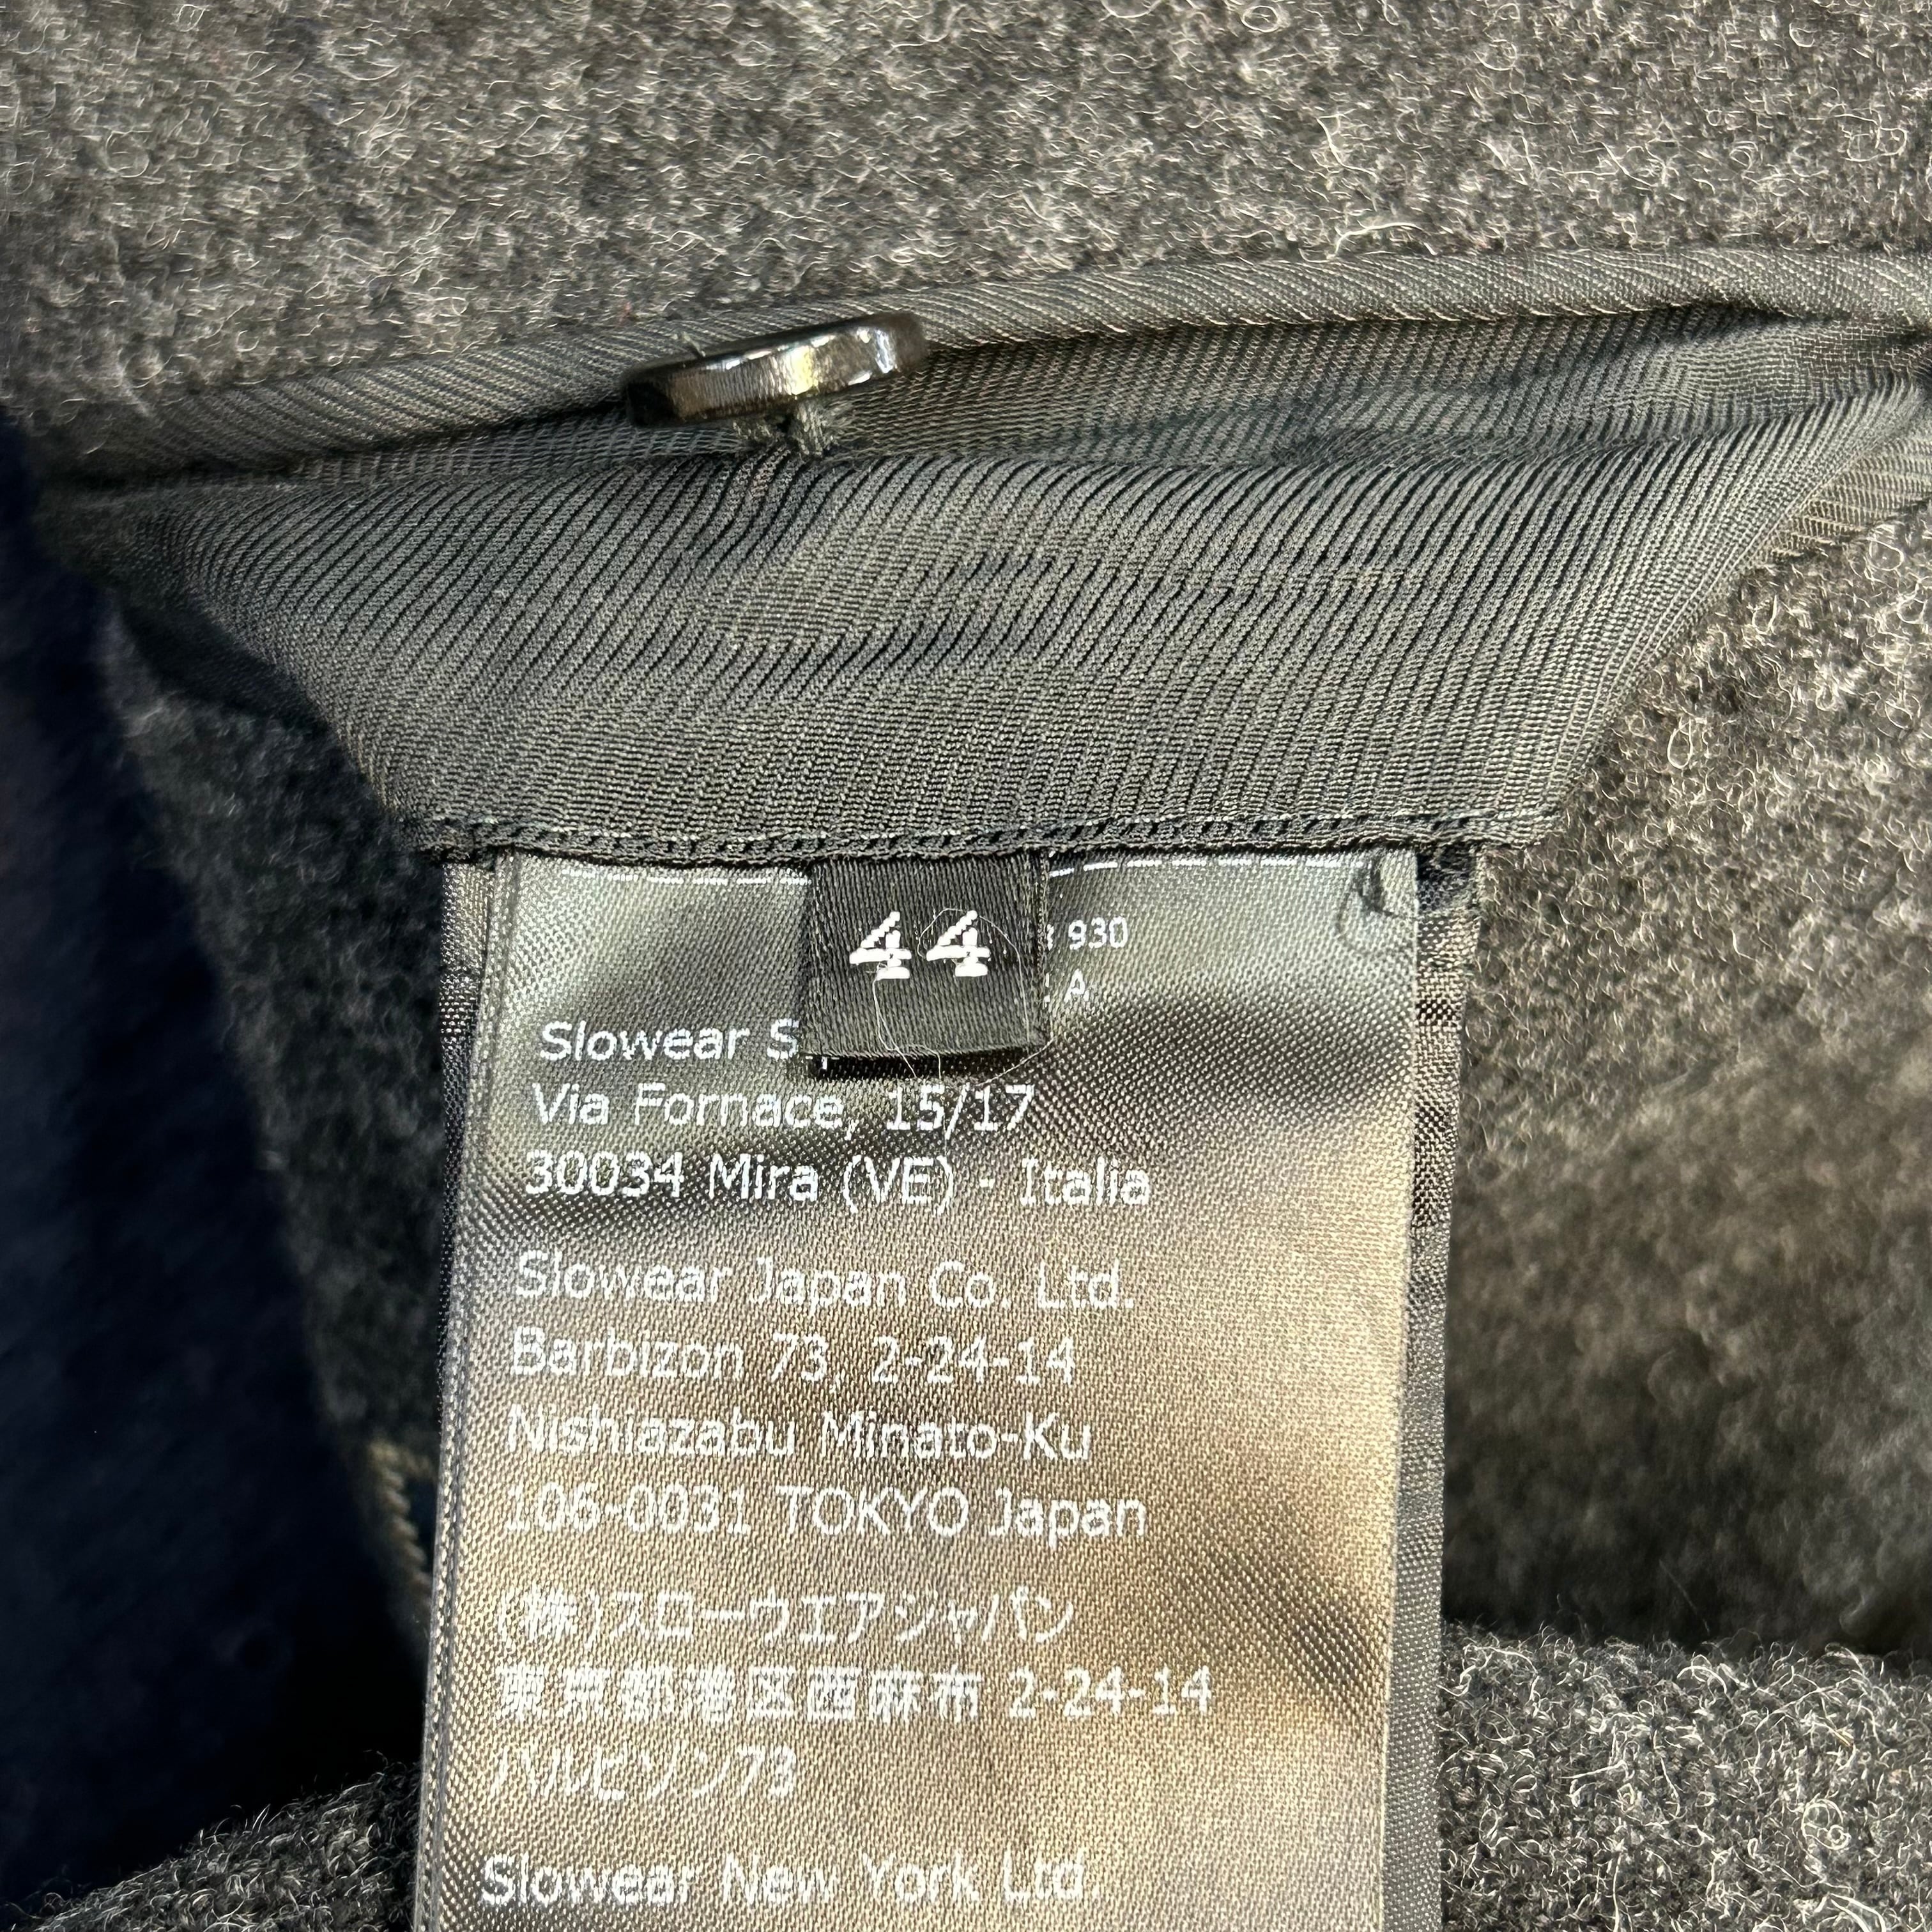 44
930
A
Slowear S
Via Fornace, 15/17
30034 Mira (VE) - Italia
Slowear Japan Co. Ltd.
Barbizon 73, 2-24-14
Nishiazabu Minato-Ku
106-0031 TOKYO Japan
(株)スローウエアジャパン
東京都港区西麻布 2-24-14
バルビゾン73
Slowear New York Ltd.